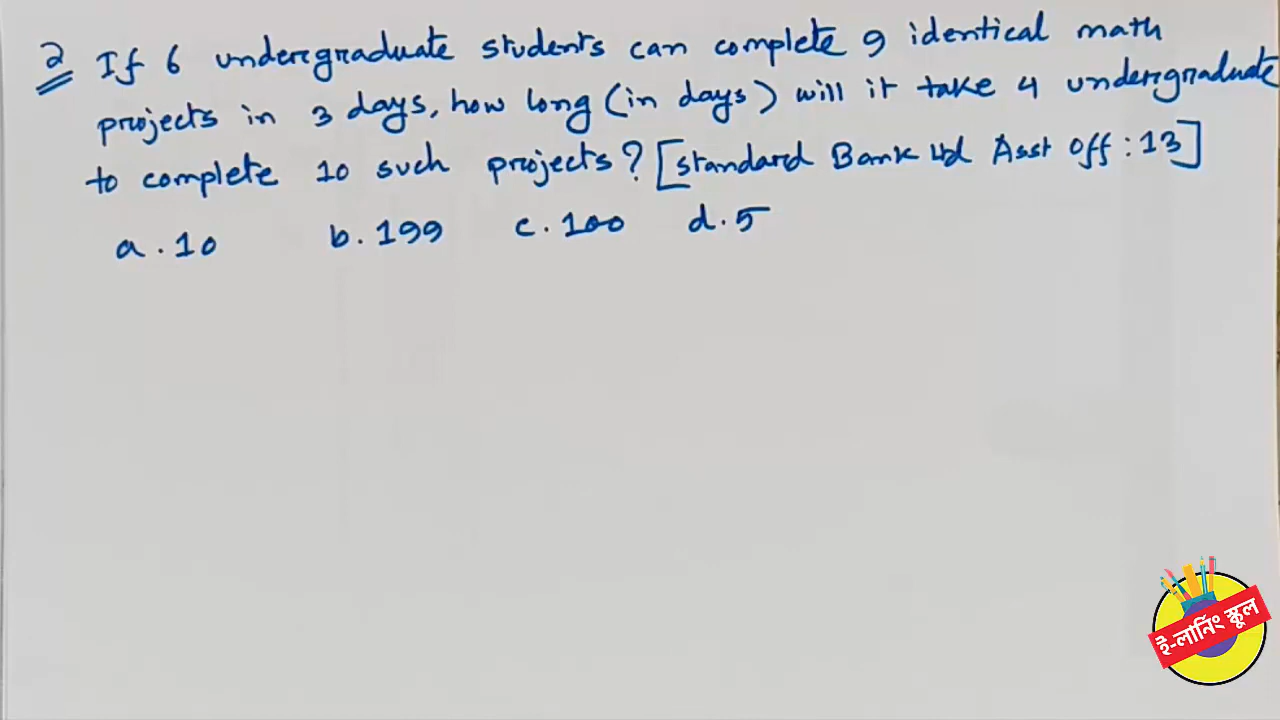 2 If 6 undergraduate students can complete 9 identical math
projects in 3 days, how long (in days) will it take 4 undergraduate
to complete 10 such projects? [Standard Bank Ltd Asst Off : 13]
a. 10 b. 199 c. 100 d. 5
ই-লার্নিং স্কুল